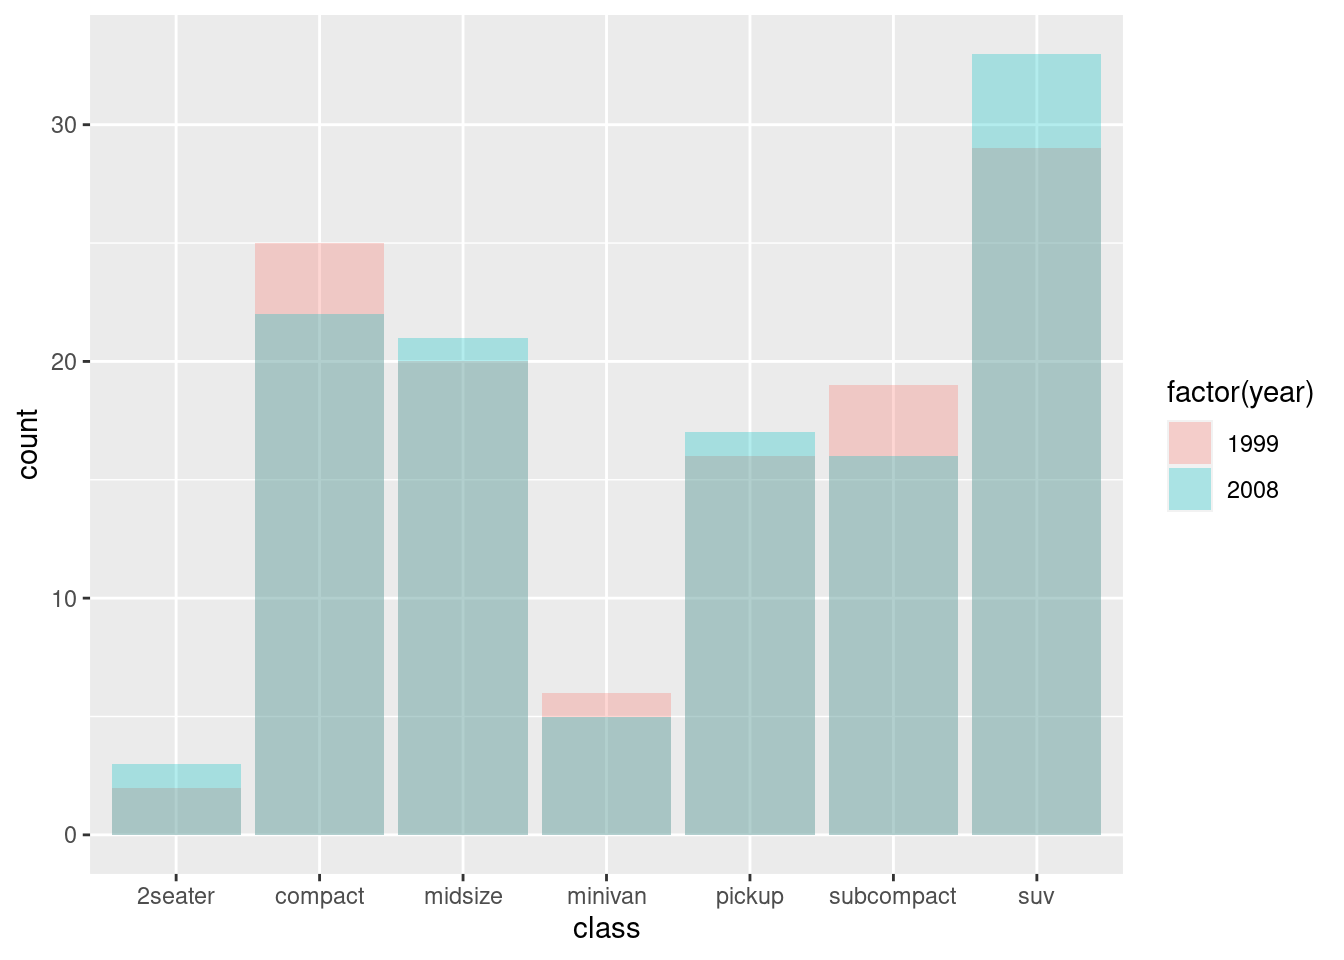 30
20
10
0
count
2seater
compact
midsize
minivan
pickup
subcompact
suv
class
factor(year)
1999
2008